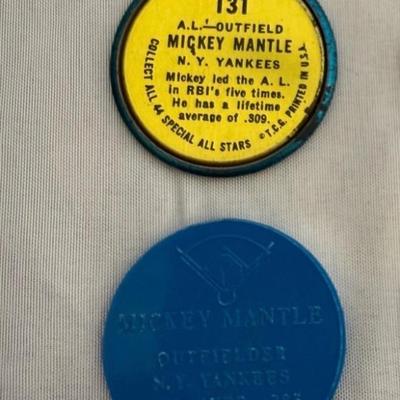 131
A.L.-OUTFIELD
MICKEY MANTLE
N.Y. YANKEES
Mickey led the A.L.
in RBI's five times.
He has a lifetime
average of .309.
COLLECT ALL 44 SPECIAL ALL STARS ©T.C.G. PRINTED IN U.S.A.
MICKEY MANTLE
OUTFIELDER
N.Y. YANKEES